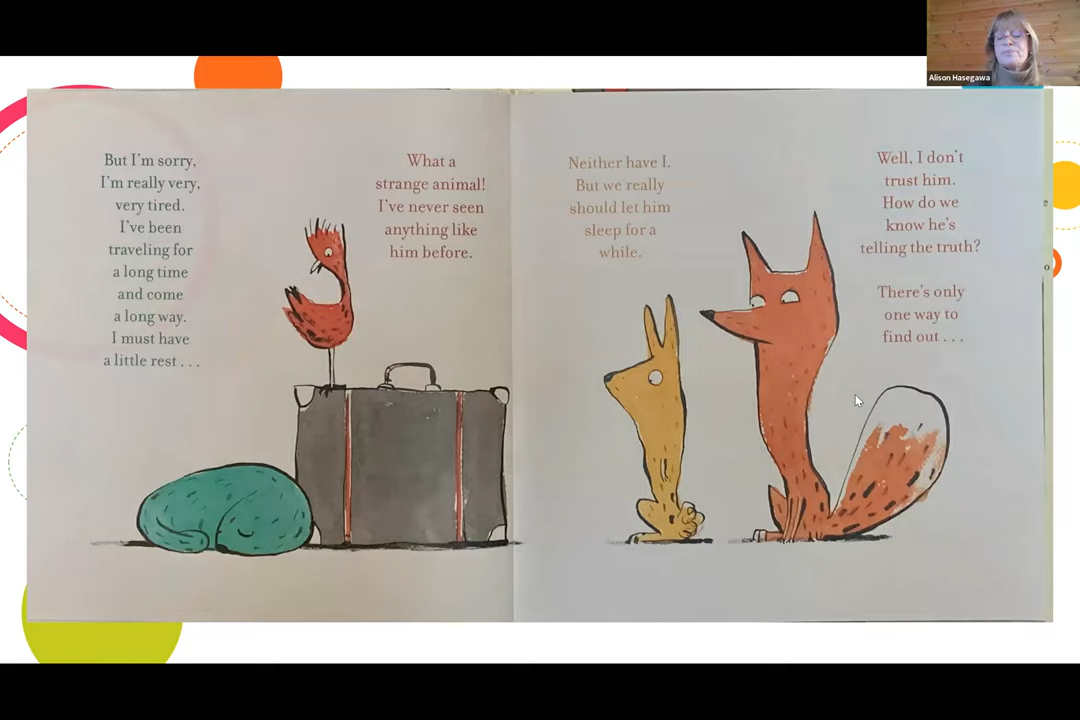 Alison Hasegawa
But I'm sorry,
I'm really very,
very tired.
I've been
traveling for
a long time
and come
a long way.
I must have
a little rest . . .
What a
strange animal!
I've never seen
anything like
him before.
Neither have I.
But we really
should let him
sleep for a
while.
Well, I don't
trust him.
How do we
know he's
telling the truth?
There's only
one way to
find out . . .
e
o